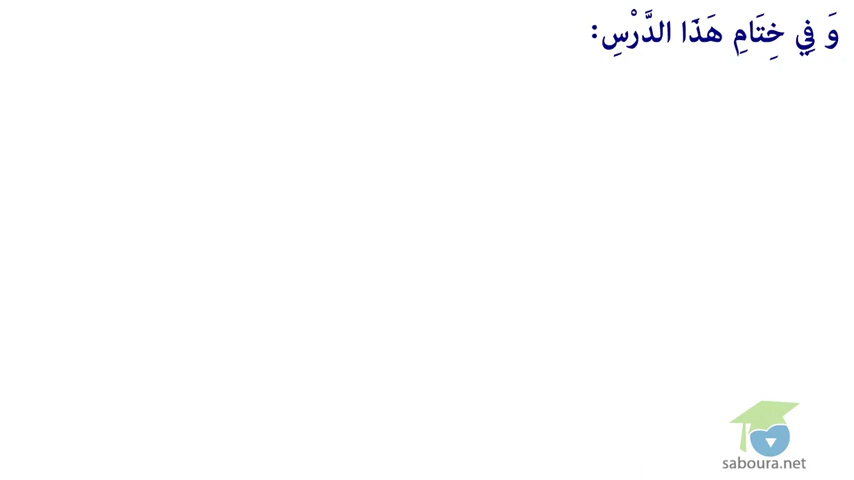 وَ فِي خِتَامِ هَذَا الدَّرْسِ:
saboura.net